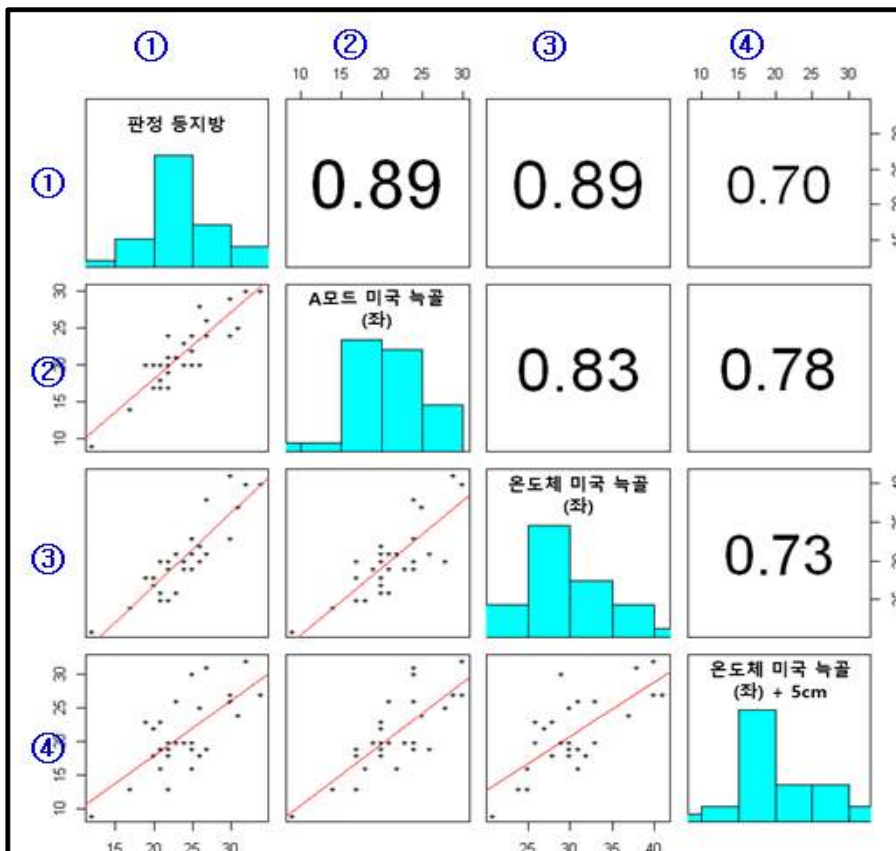 ① ② ③ ④
10 15 20 25 30 10 15 20 25 30
① 판정 등지방 0.89 0.89 0.70
② A모드 미국 늑골
(좌)
0.83 0.78
10 15 20 25 30
③ 온도체 미국 늑골
(좌)
0.73
④ 온도체 미국 늑골
(좌) + 5cm
10 15 20 25 30
15 20 25 30 25 30 35 40